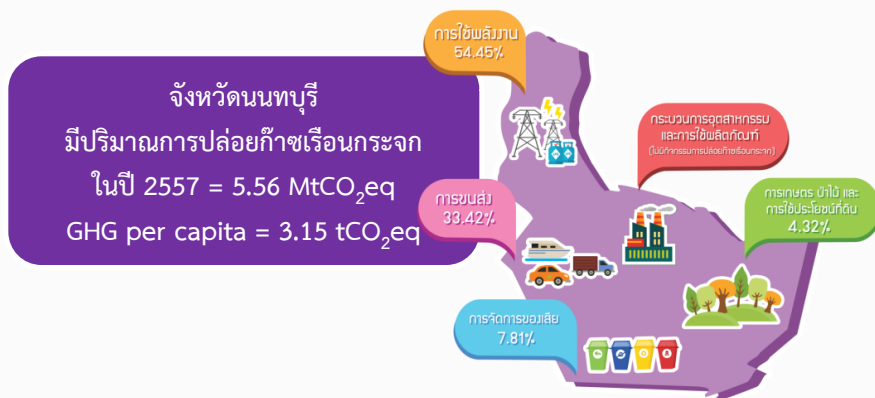 จังหวัดนนทบุรี
มีปริมาณการปล่อยก๊าซเรือนกระจก
ในปี 2557 = 5.56 MtCO₂eq
GHG per capita = 3.15 tCO₂eq
การใช้พลังงาน
54.45%
กระบวนการอุตสาหกรรม
และการใช้ผลิตภัณฑ์
(ไม่มีกิจกรรมการปล่อยก๊าซเรือนกระจก)
การขนส่ง
33.42%
การเกษตร ป่าไม้ และ
การใช้ประโยชน์ที่ดิน
4.32%
การจัดการของเสีย
7.81%